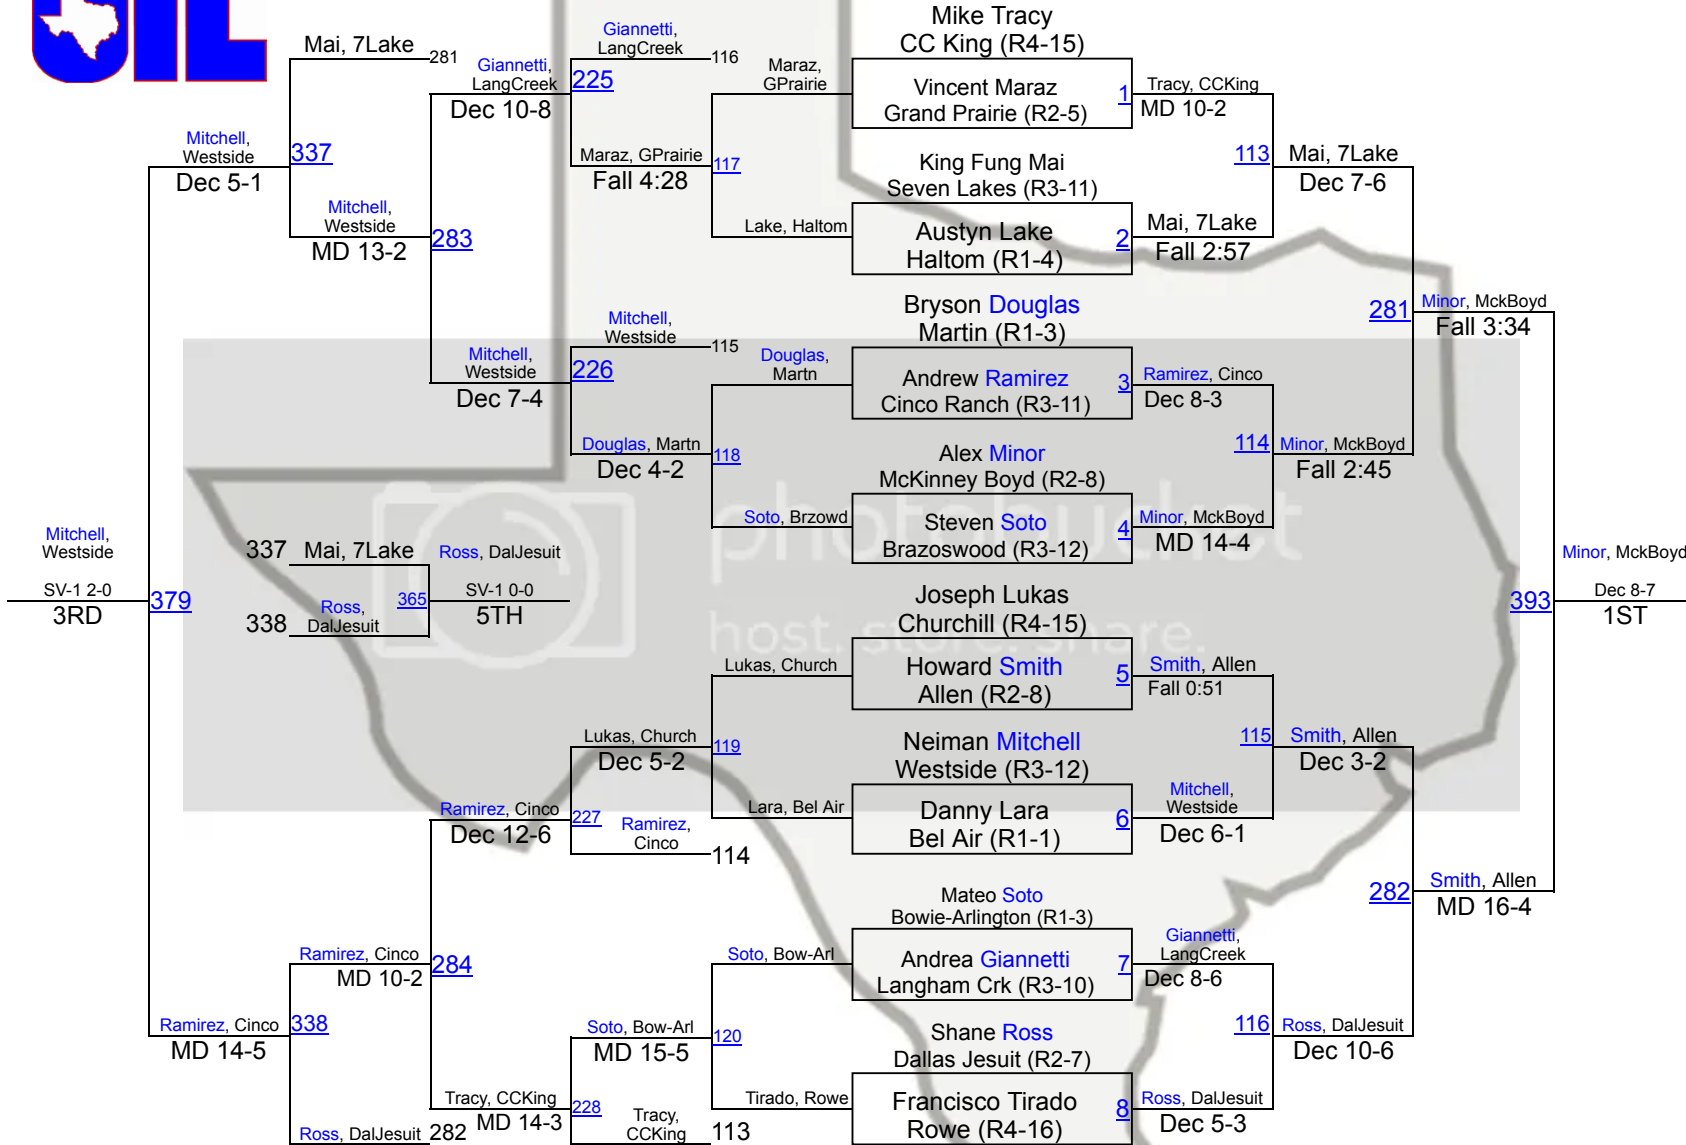 UIL
Mai, 7Lake
281
Mitchell,
Westside
Dec 5-1
337
Mitchell,
Westside
MD 13-2
Giannetti,
LangCreek
Dec 10-8
283
Mitchell,
Westside
Dec 7-4
Giannetti,
LangCreek
116
225
Maraz, GPrairie
Fall 4:28
Mitchell,
Westside
115
226
Douglas, Martn
Dec 4-2
Maraz,
GPrairie
117
Lake, Haltom
Douglas,
Martn
118
Soto, Brzowd
Mike Tracy
CC King (R4-15)
Vincent Maraz
Grand Prairie (R2-5)
1
Tracy, CCKing
MD 10-2
King Fung Mai
Seven Lakes (R3-11)
Austyn Lake
Haltom (R1-4)
2
Mai, 7Lake
Fall 2:57
113
Mai, 7Lake
Dec 7-6
Bryson Douglas
Martin (R1-3)
Andrew Ramirez
Cinco Ranch (R3-11)
3
Ramirez, Cinco
Dec 8-3
Alex Minor
McKinney Boyd (R2-8)
Steven Soto
Brazoswood (R3-12)
4
Minor, MckBoyd
MD 14-4
114
Minor, MckBoyd
Fall 2:45
281
Minor, MckBoyd
Fall 3:34
photobucket
host. store. share.
Mitchell,
Westside
SV-1 2-0
3RD
379
337
Mai, 7Lake
338
Ross,
DalJesuit
365
Ross, DalJesuit
SV-1 0-0
5TH
393
Minor, MckBoyd
Dec 8-7
1ST
Joseph Lukas
Churchill (R4-15)
Howard Smith
Allen (R2-8)
5
Smith, Allen
Fall 0:51
Neiman Mitchell
Westside (R3-12)
Danny Lara
Bel Air (R1-1)
6
Mitchell,
Westside
Dec 6-1
115
Smith, Allen
Dec 3-2
Mateo Soto
Bowie-Arlington (R1-3)
Andrea Giannetti
Langham Crk (R3-10)
7
Giannetti,
LangCreek
Dec 8-6
Shane Ross
Dallas Jesuit (R2-7)
Francisco Tirado
Rowe (R4-16)
8
Ross, DalJesuit
Dec 5-3
116
Ross, DalJesuit
Dec 10-6
282
Smith, Allen
MD 16-4
Lukas, Church
119
Lara, Bel Air
Lukas, Church
Dec 5-2
Ramirez, Cinco
Dec 12-6
227
Ramirez,
Cinco
114
Soto, Bow-Arl
120
Tirado, Rowe
Soto, Bow-Arl
MD 15-5
Ramirez, Cinco
MD 10-2
284
Ramirez, Cinco
MD 14-5
338
Tracy, CCKing
MD 14-3
228
Tracy,
CCKing
113
Ross, DalJesuit
282